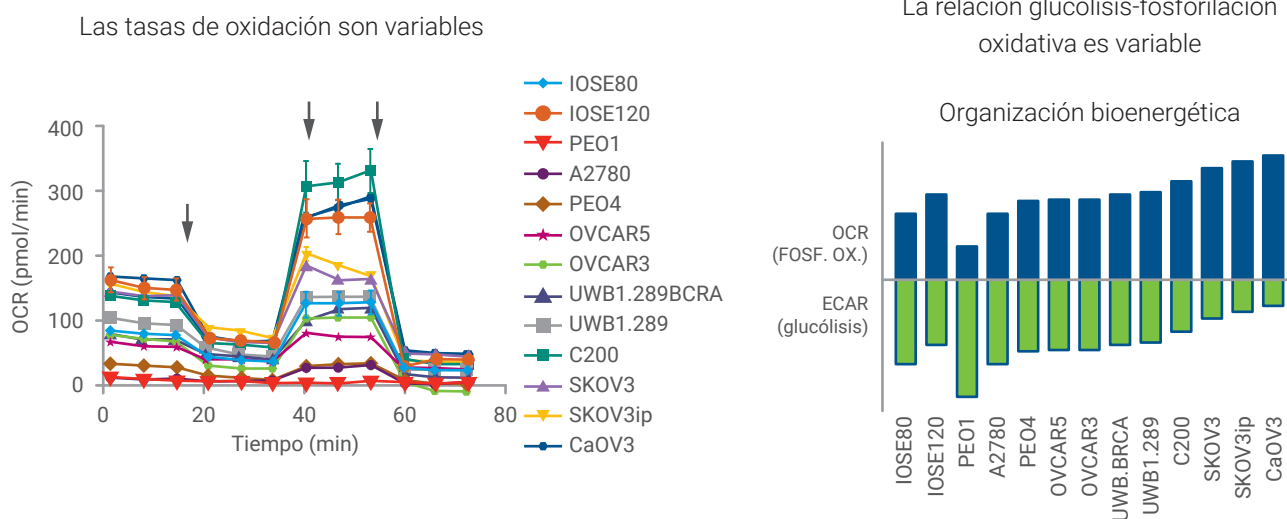 Las tasas de oxidación son variables
OCR (pmol/min)
400
300
200
100
0
0
20
40
60
80
Tiempo (min)
IOSE80
IOSE120
PEO1
A2780
PEO4
OVCAR5
OVCAR3
UWB1.289BCRA
UWB1.289
C200
SKOV3
SKOV3ip
CaOV3
La relación glucólisis-fosforilación
oxidativa es variable
Organización bioenergética
OCR
(FOSF. OX.)
ECAR
(glucólisis)
IOSE80
IOSE120
PEO1
A2780
PEO4
OVCAR5
OVCAR3
UWB.BRCA
UWB1.289
C200
SKOV3
SKOV3ip
CaOV3